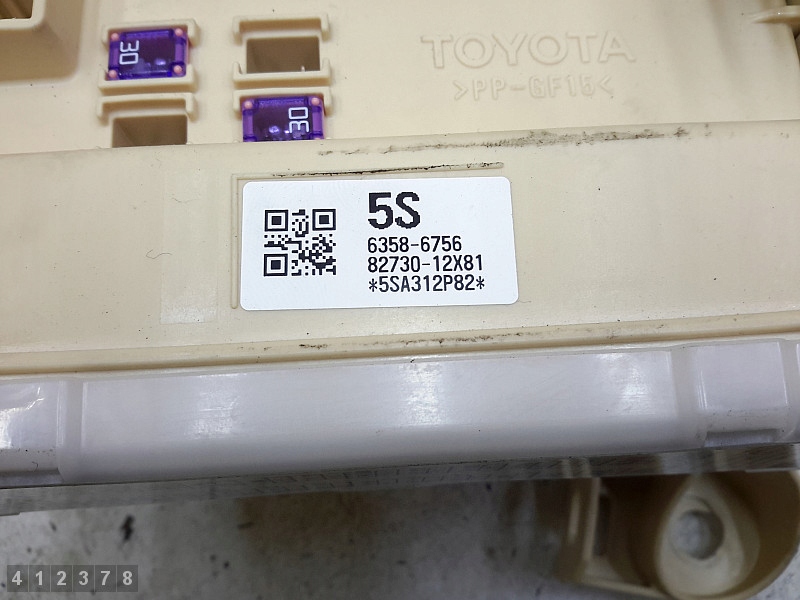 30
TOYOTA
>PP-GF15<
30
5S
6358-6756
82730-12X81
*5SA312P82*
412378